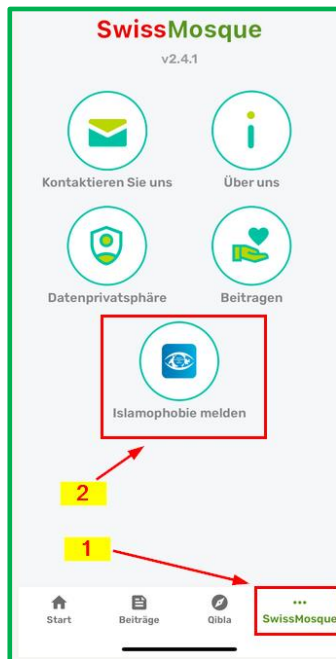 SwissMosque
v2.4.1
Kontaktieren Sie uns
Über uns
Datenprivatsphäre
Beitragen
Islamophobie melden
2
1
Start
Beiträge
Qibla
SwissMosque